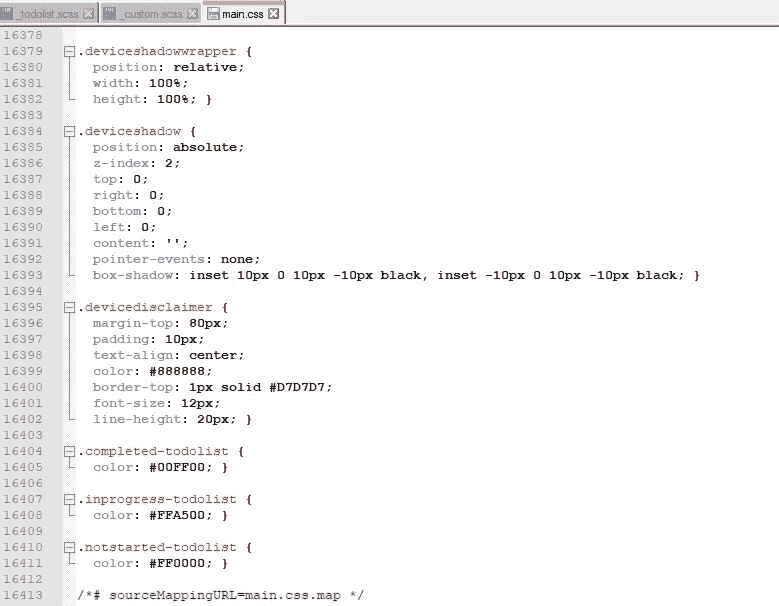 _todolist.scss _custom.scss main.css
16378
16379 .deviceshadowwrapper {
16380 position: relative;
16381 width: 100%;
16382 height: 100%; }
16383
16384 .deviceshadow {
16385 position: absolute;
16386 z-index: 2;
16387 top: 0;
16388 right: 0;
16389 bottom: 0;
16390 left: 0;
16391 content: '';
16392 pointer-events: none;
16393 box-shadow: inset 10px 0 10px -10px black, inset -10px 0 10px -10px black; }
16394
16395 .devicedisclaimer {
16396 margin-top: 80px;
16397 padding: 10px;
16398 text-align: center;
16399 color: #888888;
16400 border-top: 1px solid #D7D7D7;
16401 font-size: 12px;
16402 line-height: 20px; }
16403
16404 .completed-todolist {
16405 color: #00FF00; }
16406
16407 .inprogress-todolist {
16408 color: #FFA500; }
16409
16410 .notstarted-todolist {
16411 color: #FF0000; }
16412
16413 /*# sourceMappingURL=main.css.map */